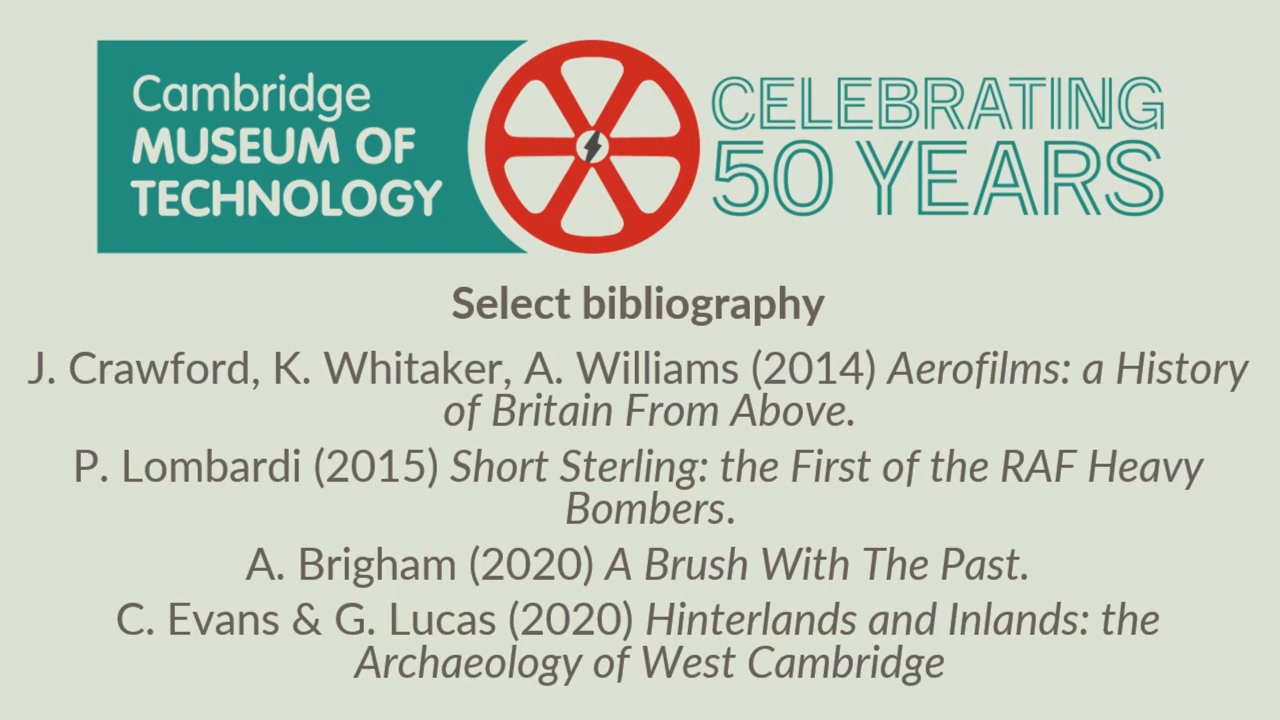 Cambridge
MUSEUM OF
TECHNOLOGY
CELEBRATING
50 YEARS
Select bibliography
J. Crawford, K. Whitaker, A. Williams (2014) Aerofilms: a History
of Britain From Above.
P. Lombardi (2015) Short Sterling: the First of the RAF Heavy
Bombers.
A. Brigham (2020) A Brush With The Past.
C. Evans & G. Lucas (2020) Hinterlands and Inlands: the
Archaeology of West Cambridge